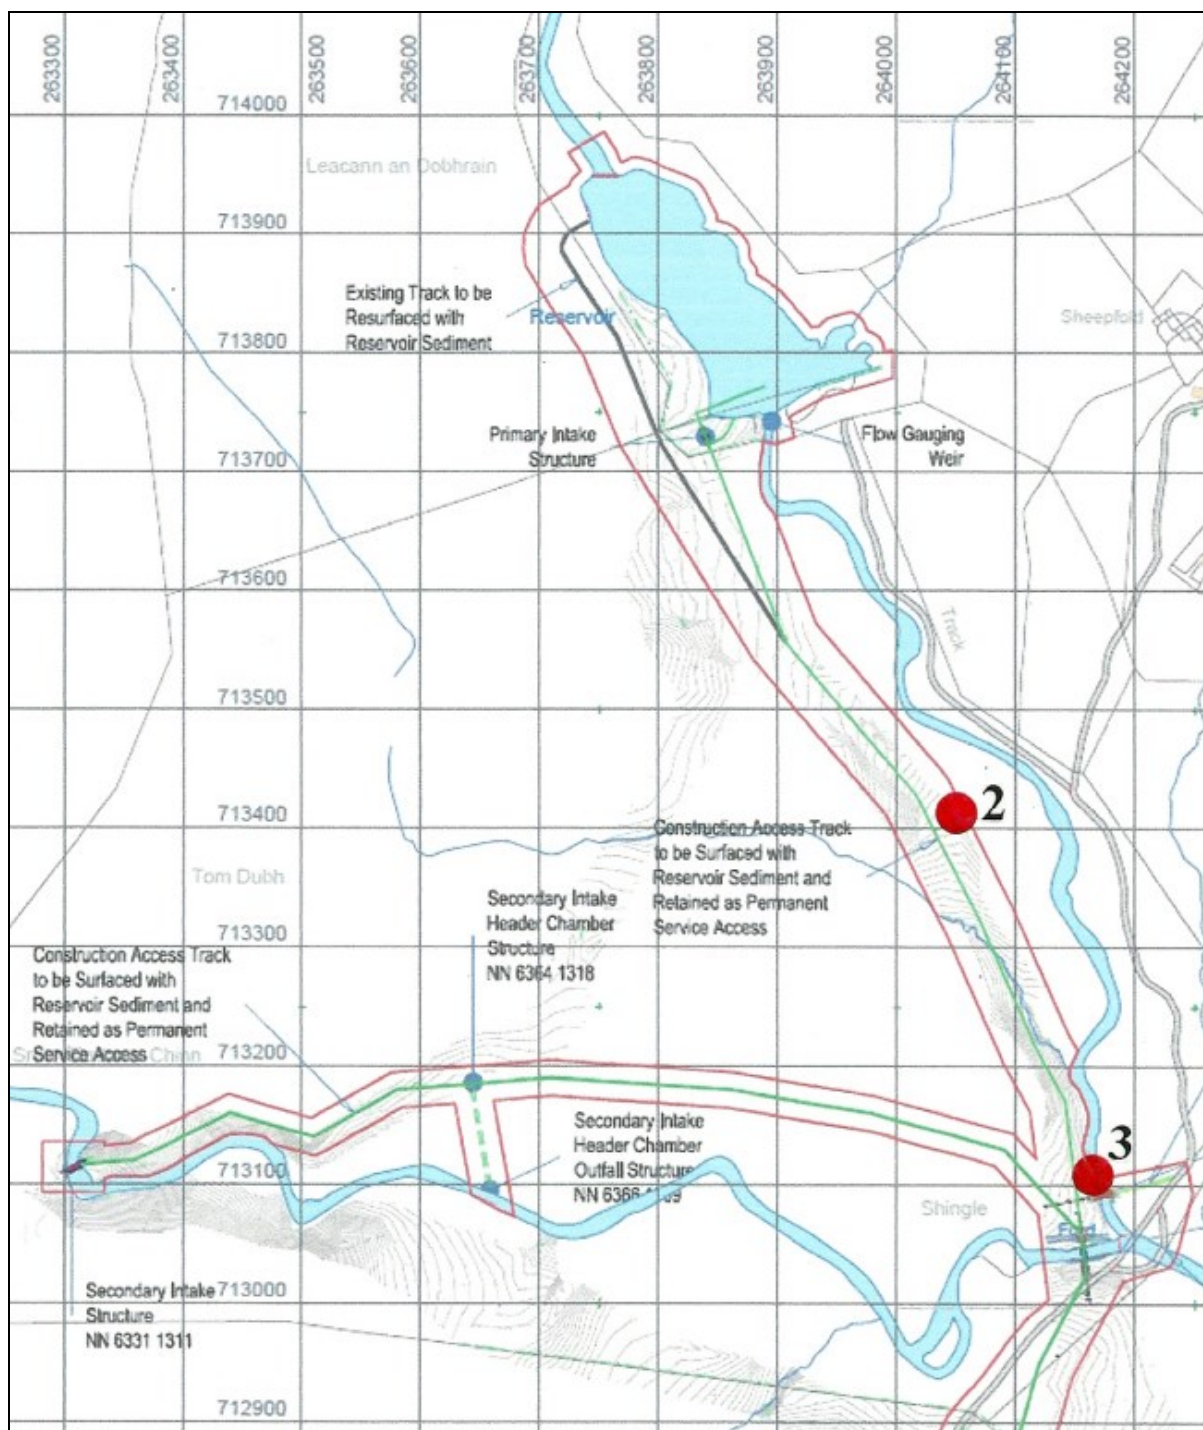 263300
263400
263500
263600
263700
263800
263900
264000
264100
264200
714000
Leacann an Dobhrain
713900
Existing Track to be
Resurfaced with
Reservoir Sediment
Reservoir
Sheepfold
713800
Primary Intake
Structure
Flow Gauging
Weir
713700
713600
Track
713500
2
713400
Construction Access Track
to be Surfaced with
Reservoir Sediment and
Retained as Permanent
Service Access
Tom Dubh
Secondary Intake
Header Chamber
Structure
NN 6364 1318
713300
Construction Access Track
to be Surfaced with
Reservoir Sediment and
Retained as Permanent
Service Access
Chinn
713200
Secondary Intake
Header Chamber
Outfall Structure
NN 6366
3
713100
Shingle
Ford
Secondary Intake
Structure
NN 6331 1311
713000
712900